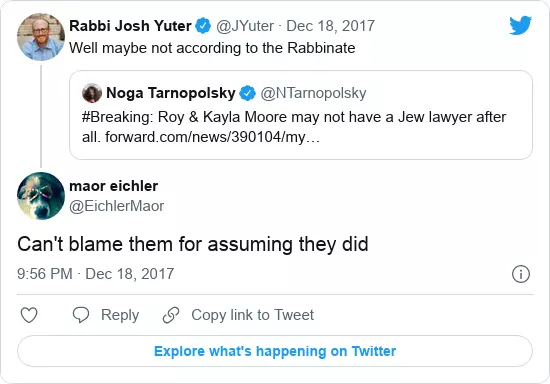 Rabbi Josh Yuter @JYuter · Dec 18, 2017
Well maybe not according to the Rabbinate
Noga Tarnopolsky @NTarnopolsky
#Breaking: Roy & Kayla Moore may not have a Jew lawyer after
all. forward.com/news/390104/my…
maor eichler
@EichlerMaor
Can't blame them for assuming they did
9:56 PM · Dec 18, 2017
Reply Copy link to Tweet
Explore what's happening on Twitter